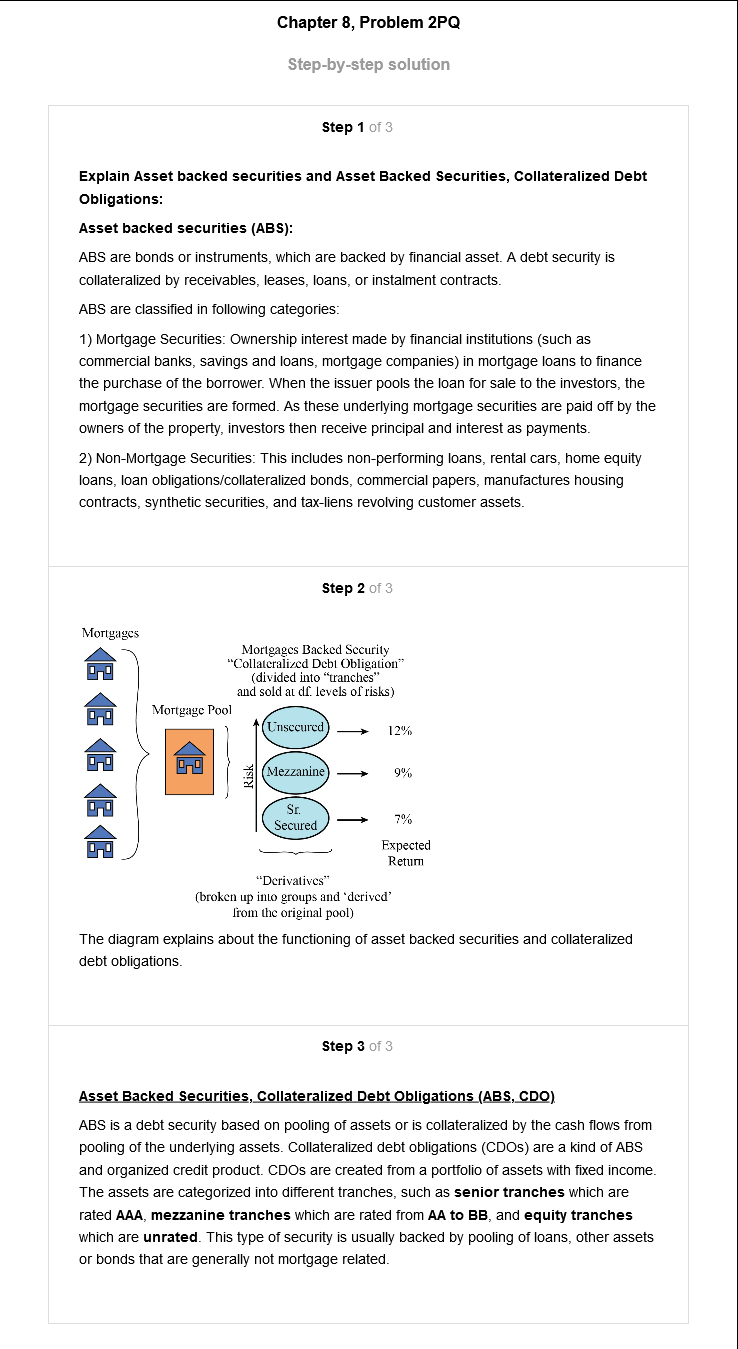 Chapter 8, Problem 2PQ
Step-by-step solution
Step 1 of 3
Explain Asset backed securities and Asset Backed Securities, Collateralized Debt
Obligations:
Asset backed securities (ABS):
ABS are bonds or instruments, which are backed by financial asset. A debt security is
collateralized by receivables, leases, loans, or instalment contracts.
ABS are classified in following categories:
1) Mortgage Securities: Ownership interest made by financial institutions (such as
commercial banks, savings and loans, mortgage companies) in mortgage loans to finance
the purchase of the borrower. When the issuer pools the loan for sale to the investors, the
mortgage securities are formed. As these underlying mortgage securities are paid off by the
owners of the property, investors then receive principal and interest as payments.
2) Non-Mortgage Securities: This includes non-performing loans, rental cars, home equity
loans, loan obligations/collateralized bonds, commercial papers, manufactures housing
contracts, synthetic securities, and tax-liens revolving customer assets.
Step 2 of 3
Mortgages
Mortgages Backed Security
“Collateralized Debt Obligation”
(divided into “tranches”
and sold at df. levels of risks)
Mortgage Pool
Risk
Unsecured
12%
Mezzanine
9%
Sr.
Secured
7%
Expected
Return
“Derivatives”
(broken up into groups and ‘derived’
from the original pool)
The diagram explains about the functioning of asset backed securities and collateralized
debt obligations.
Step 3 of 3
Asset Backed Securities, Collateralized Debt Obligations (ABS, CDO)
ABS is a debt security based on pooling of assets or is collateralized by the cash flows from
pooling of the underlying assets. Collateralized debt obligations (CDOs) are a kind of ABS
and organized credit product. CDOs are created from a portfolio of assets with fixed income.
The assets are categorized into different tranches, such as senior tranches which are
rated AAA, mezzanine tranches which are rated from AA to BB, and equity tranches
which are unrated. This type of security is usually backed by pooling of loans, other assets
or bonds that are generally not mortgage related.